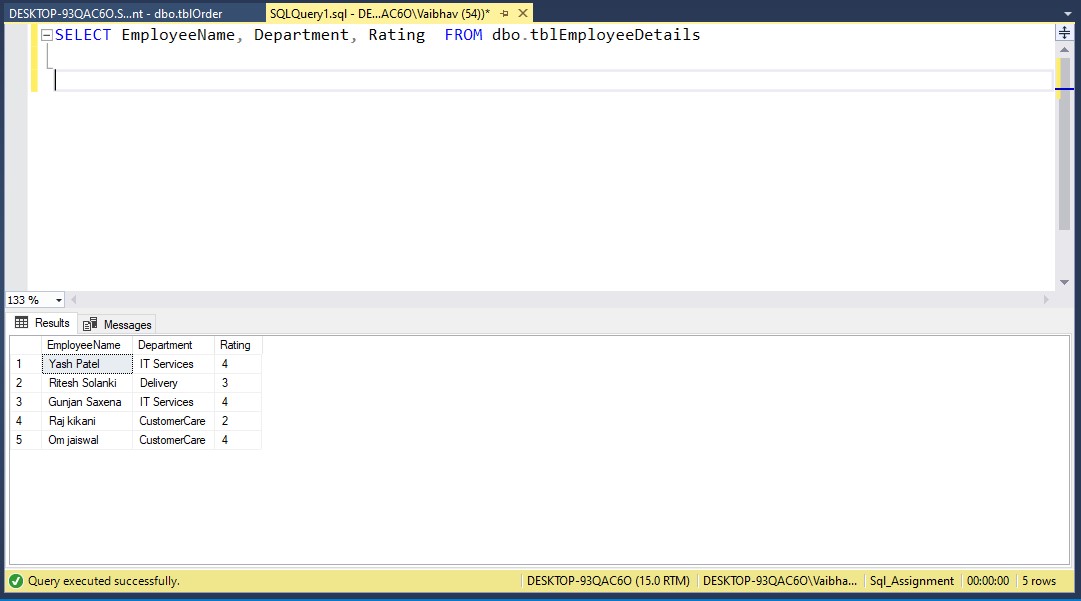 DESKTOP-93QAC6O.S...nt - dbo.tblOrder SQLQuery1.sql - DE...AC6O\Vaibhav (54))*
SELECT EmployeeName, Department, Rating  FROM dbo.tblEmployeeDetails
133 %
Results Messages
EmployeeName Department Rating
1 Yash Patel IT Services 4
2 Ritesh Solanki Delivery 3
3 Gunjan Saxena IT Services 4
4 Raj kikani CustomerCare 2
5 Om jaiswal CustomerCare 4
Query executed successfully. DESKTOP-93QAC6O (15.0 RTM) DESKTOP-93QAC6O\Vaibha... Sql_Assignment 00:00:00 5 rows